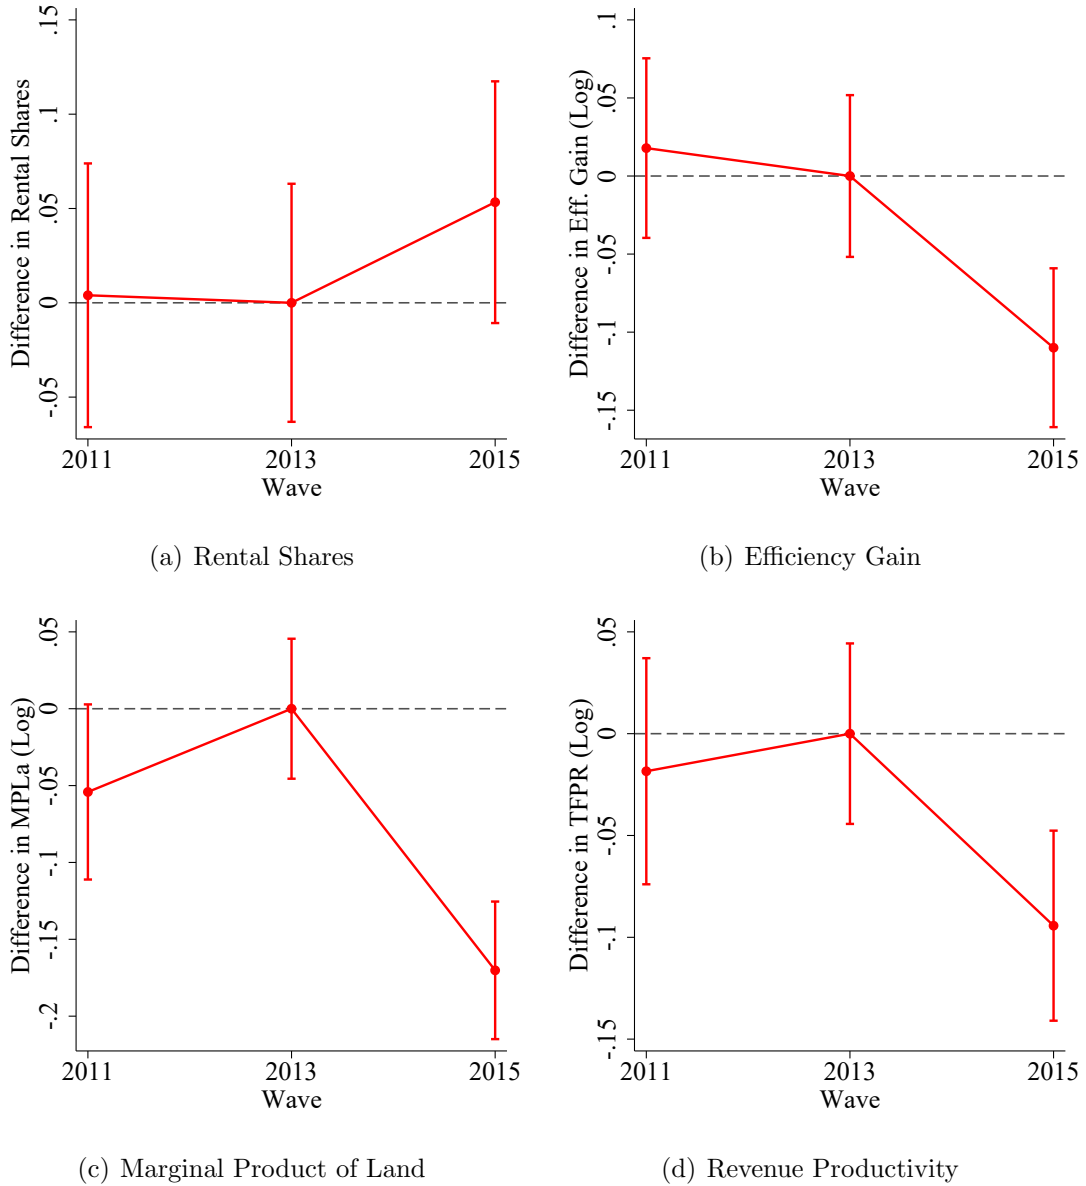 Difference in Rental Shares
.15
.1
.05
0
-.05
2011 2013 2015
Wave
(a) Rental Shares
Difference in Eff. Gain (Log)
.1
.05
0
-.05
-.1
-.15
2011 2013 2015
Wave
(b) Efficiency Gain
Difference in MPLa (Log)
.05
0
-.05
-.1
-.15
-.2
2011 2013 2015
Wave
(c) Marginal Product of Land
Difference in TFPR (Log)
.05
0
-.05
-.1
-.15
2011 2013 2015
Wave
(d) Revenue Productivity